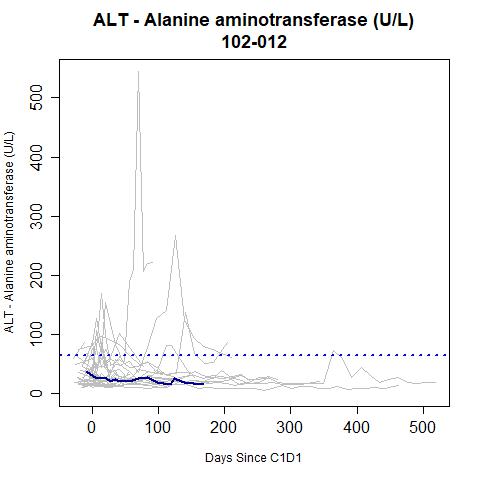 ALT - Alanine aminotransferase (U/L)
102-012
ALT - Alanine aminotransferase (U/L)
500
400
300
200
100
0
0 100 200 300 400 500
Days Since C1D1